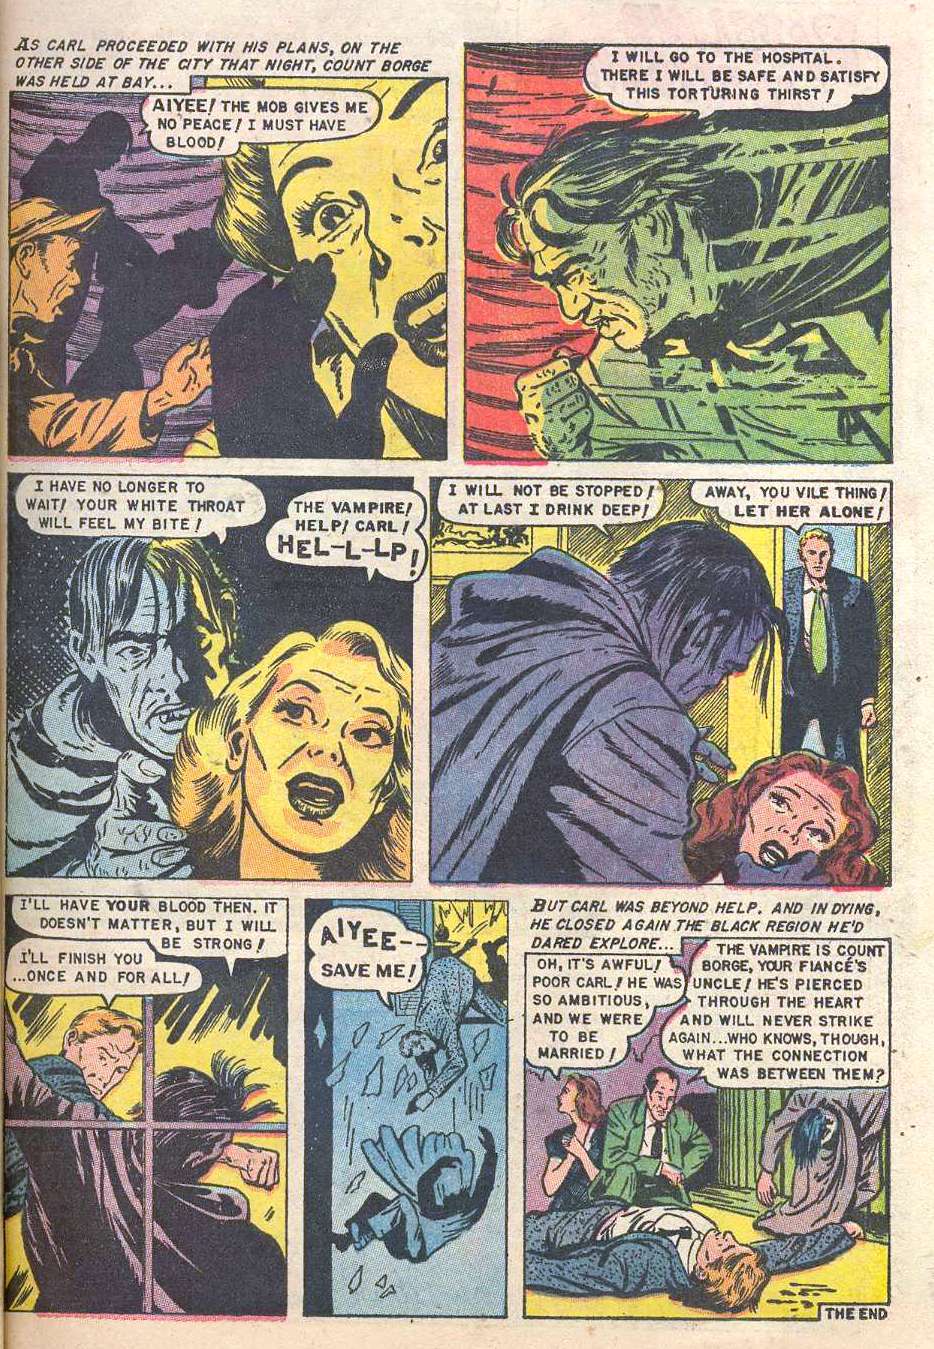 AS CARL PROCEEDED WITH HIS PLANS, ON THE
OTHER SIDE OF THE CITY THAT NIGHT, COUNT BORGE
WAS HELD AT BAY...
AIYEE! THE MOB GIVES ME
NO PEACE! I MUST HAVE
BLOOD!
I WILL GO TO THE HOSPITAL.
THERE I WILL BE SAFE AND SATISFY
THIS TORTURING THIRST!
I HAVE NO LONGER TO
WAIT! YOUR WHITE THROAT
WILL FEEL MY BITE!
THE VAMPIRE!
HELP! CARL!
HEL-L-LP!
I WILL NOT BE STOPPED!
AT LAST I DRINK DEEP!
AWAY, YOU VILE THING!
LET HER ALONE!
I'LL HAVE YOUR BLOOD THEN. IT
DOESN'T MATTER, BUT I WILL
BE STRONG!
I'LL FINISH YOU
...ONCE AND FOR ALL!
AIYEE--
SAVE ME!
BUT CARL WAS BEYOND HELP. AND IN DYING,
HE CLOSED AGAIN THE BLACK REGION HE'D
DARED EXPLORE...
OH, IT'S AWFUL!
POOR CARL! HE WAS
SO AMBITIOUS,
AND WE WERE
TO BE
MARRIED!
THE VAMPIRE IS COUNT
BORGE, YOUR FIANCÉ'S
UNCLE! HE'S PIERCED
THROUGH THE HEART
AND WILL NEVER STRIKE
AGAIN...WHO KNOWS, THOUGH,
WHAT THE CONNECTION
WAS BETWEEN THEM?
THE END